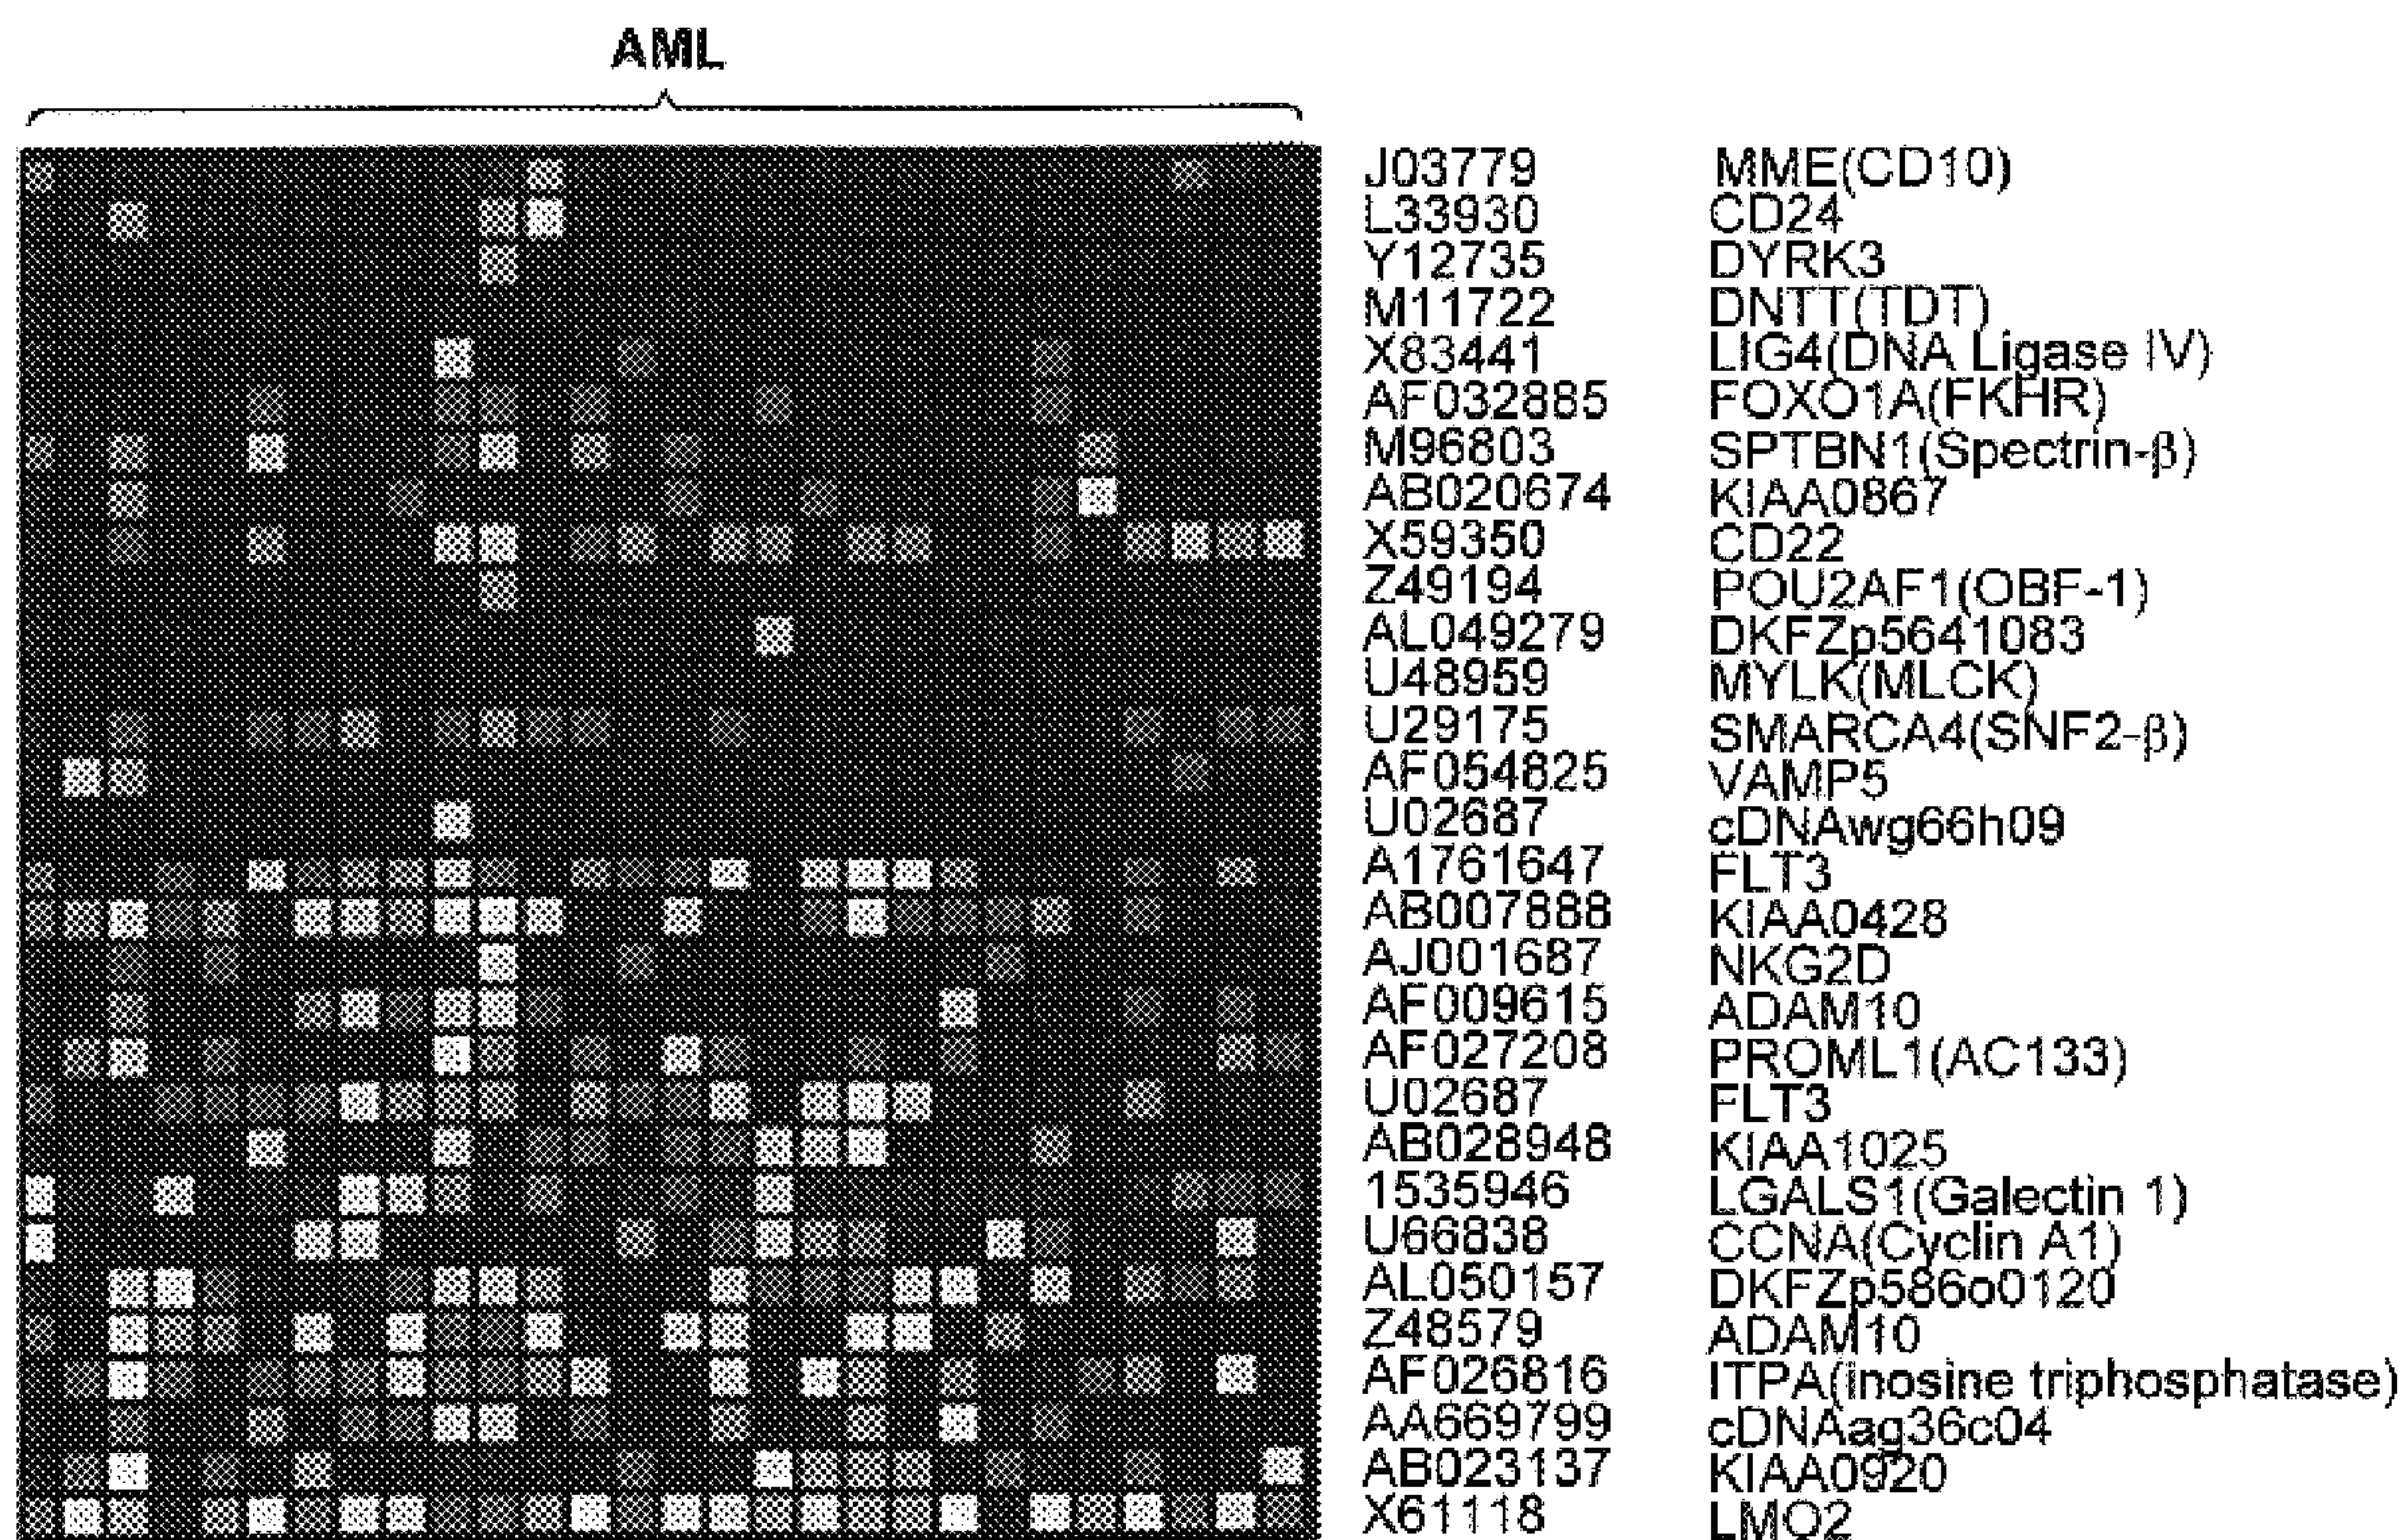 AML
J03779 MME(CD10)
L33930 CD24
Y12735 DYRK3
M11722 DNTT(TDT)
X83441 LIG4(DNA Ligase IV)
AF032885 FOXO1A(FKHR)
M96803 SPTBN1(Spectrin-β)
AB020674 KIAA0867
X59350 CD22
Z49194 POU2AF1(OBF-1)
AL049279 DKFZp5641083
U48959 MYLK(MLCK)
U29175 SMARCA4(SNF2-β)
AF054825 VAMP5
U02687 cDNAwg66h09
A1761647 FLT3
AB007888 KIAA0428
AJ001687 NKG2D
AF009615 ADAM10
AF027208 PROML1(AC133)
U02687 FLT3
AB028948 KIAA1025
1535946 LGALS1(Galectin 1)
U66838 CCNA(Cyclin A1)
AL050157 DKFZp586o0120
Z48579 ADAM10
AF026816 ITPA(inosine triphosphatase)
AA669799 cDNAag36c04
AB023137 KIAA0920
X61118 LMO2